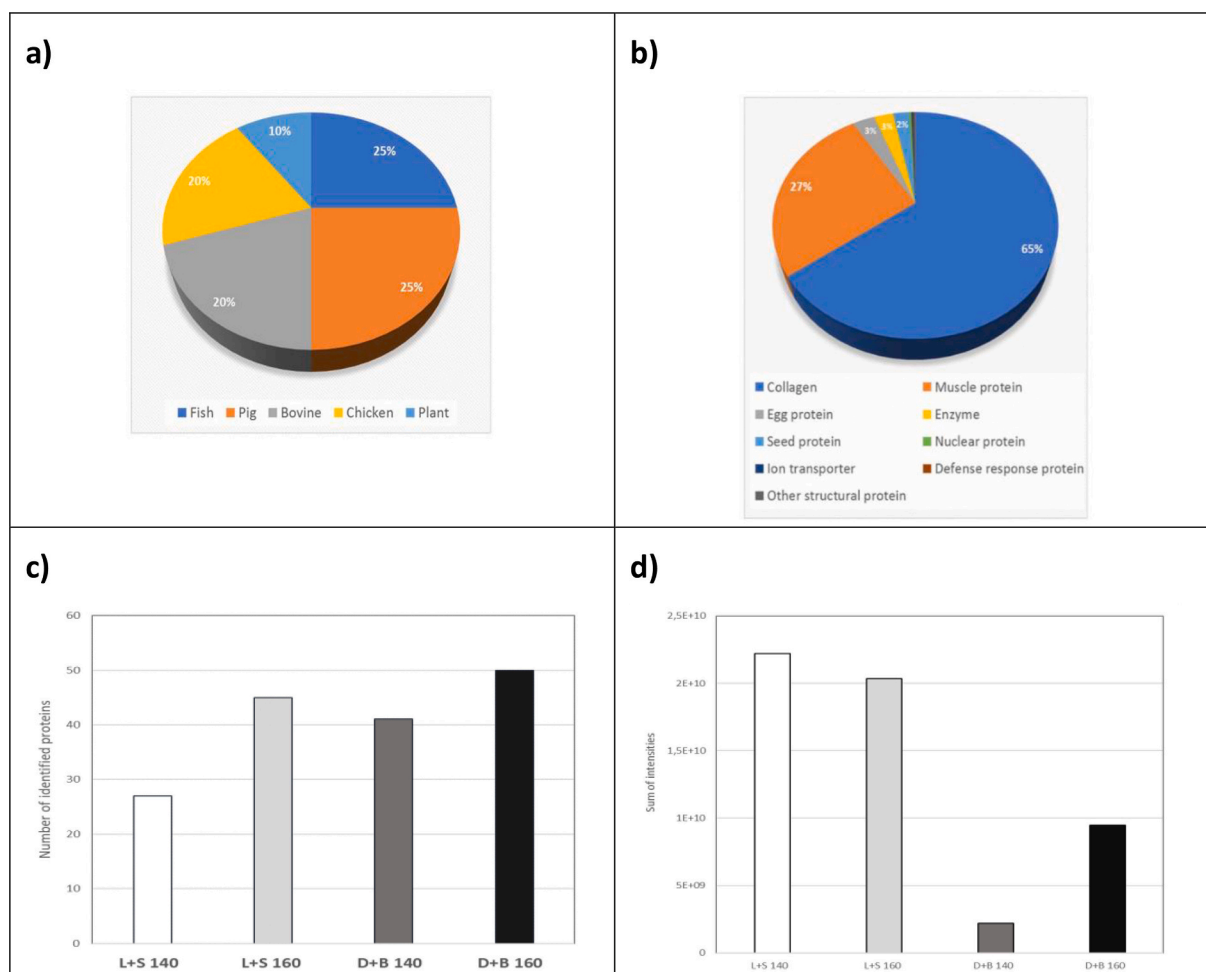 a)
10%
25%
20%
20%
25%
Fish Pig Bovine Chicken Plant
b)
3% 3% 2%
27%
65%
Collagen Muscle protein
Egg protein Enzyme
Seed protein Nuclear protein
Ion transporter Defense response protein
Other structural protein
c)
60
50
40
30
20
10
0
Number of identified proteins
L+S 140 L+S 160 D+B 140 D+B 160
d)
2,5E+10
2E+10
1,5E+10
1E+10
5E+09
0
Sum of intensities
L+S 140 L+S 160 D+B 140 D+B 160